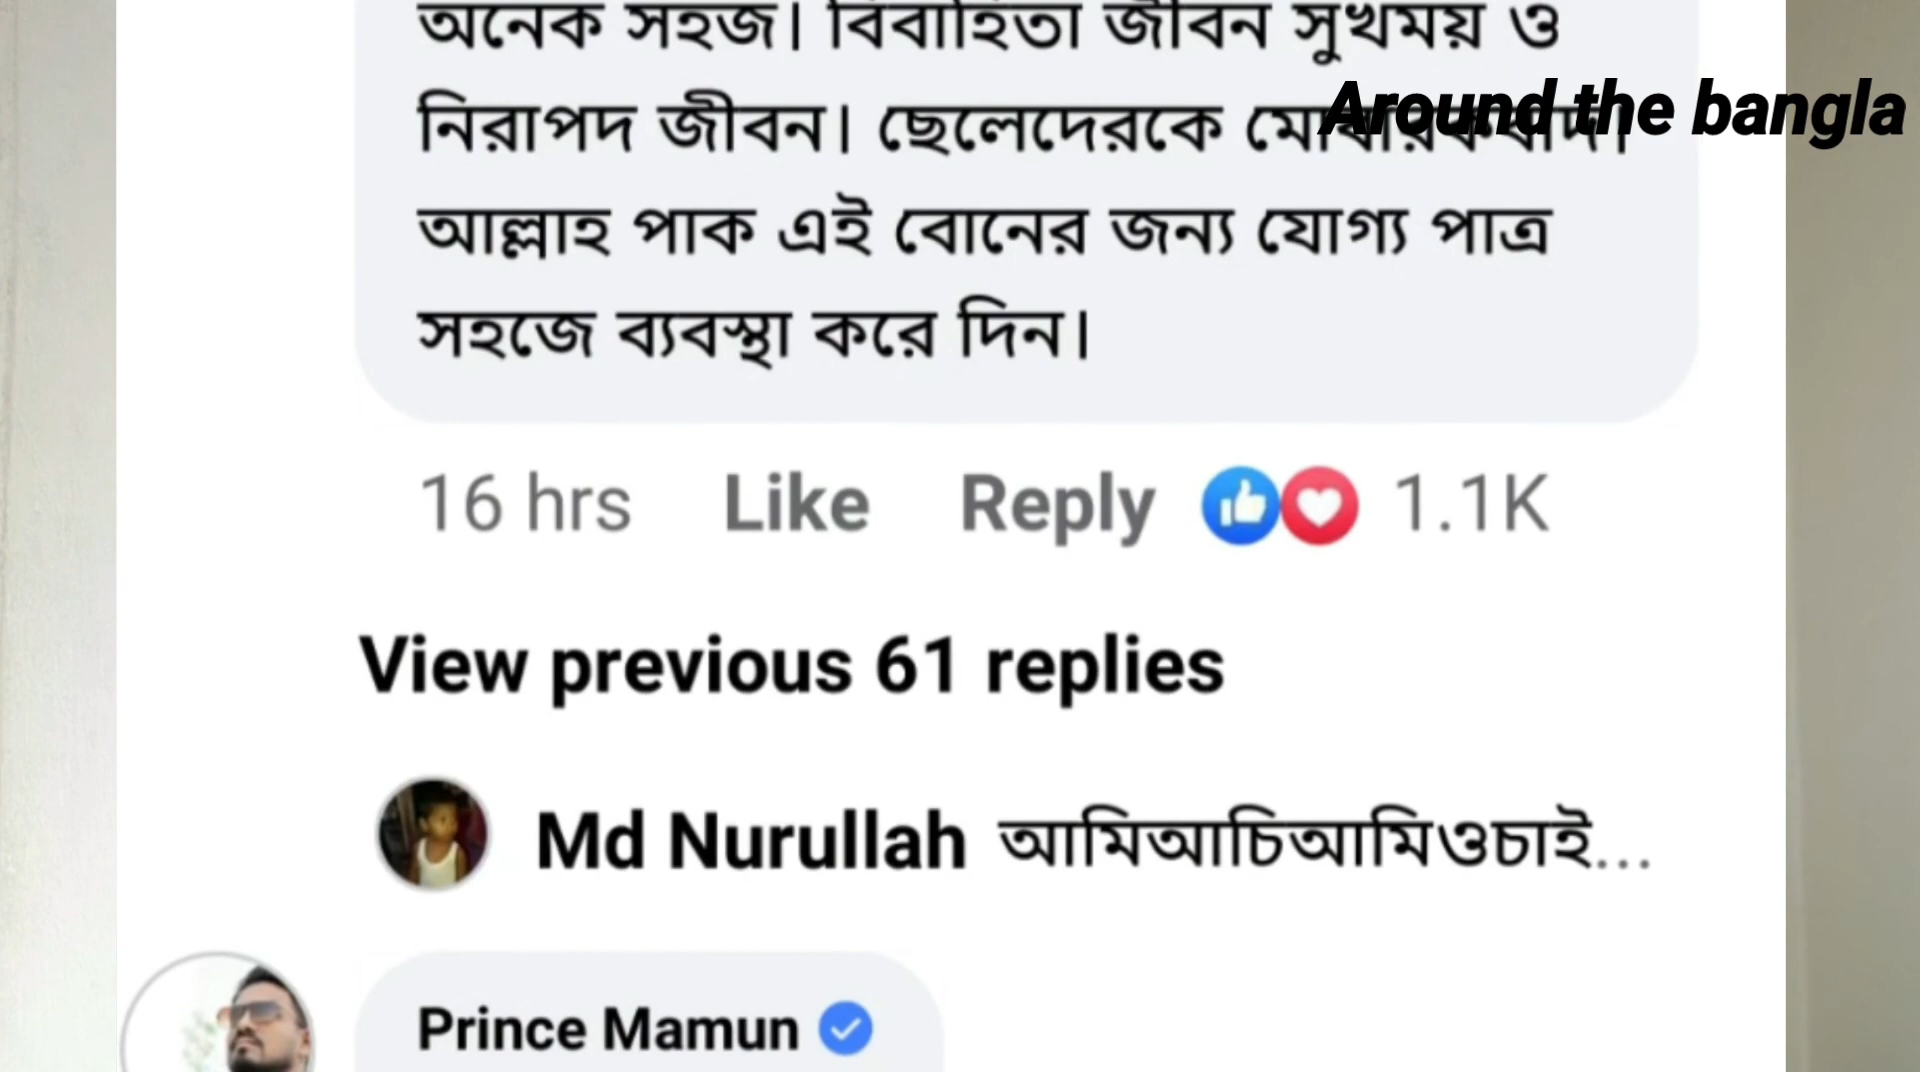 অনেক সহজ। বিবাহিতা জীবন সুখময় ও
Around the bangla
নিরাপদ জীবন। ছেলেদেরকে মোবারকবাদ।
আল্লাহ পাক এই বোনের জন্য যোগ্য পাত্র
সহজে ব্যবস্থা করে দিন।
16 hrs Like Reply 1.1K
View previous 61 replies
Md Nurullah আমিআচিআমিওচাই...
Prince Mamun